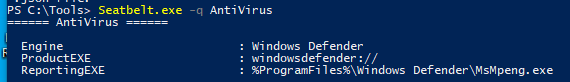 PS C:\Tools> Seatbelt.exe -q AntiVirus
====== AntiVirus ======
Engine : Windows Defender
ProductEXE : windowsdefender://
ReportingEXE : %ProgramFiles%\Windows Defender\MsMpeng.exe